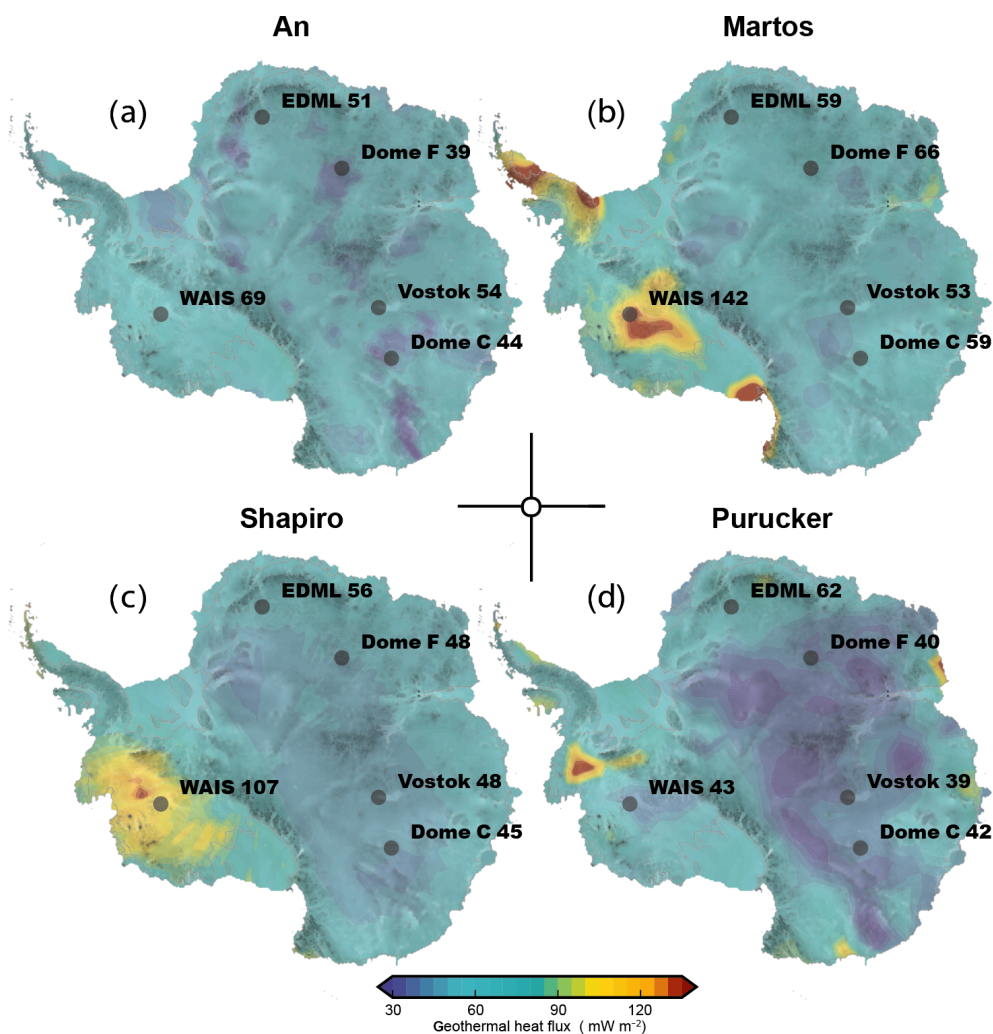 An
Martos
(a)
EDML 51
Dome F 39
WAIS 69
Vostok 54
Dome C 44
(b)
EDML 59
Dome F 66
WAIS 142
Vostok 53
Dome C 59
Shapiro
Purucker
(c)
EDML 56
Dome F 48
WAIS 107
Vostok 48
Dome C 45
(d)
EDML 62
Dome F 40
WAIS 43
Vostok 39
Dome C 42
30 60 90 120
Geothermal heat flux ( mW m⁻²)